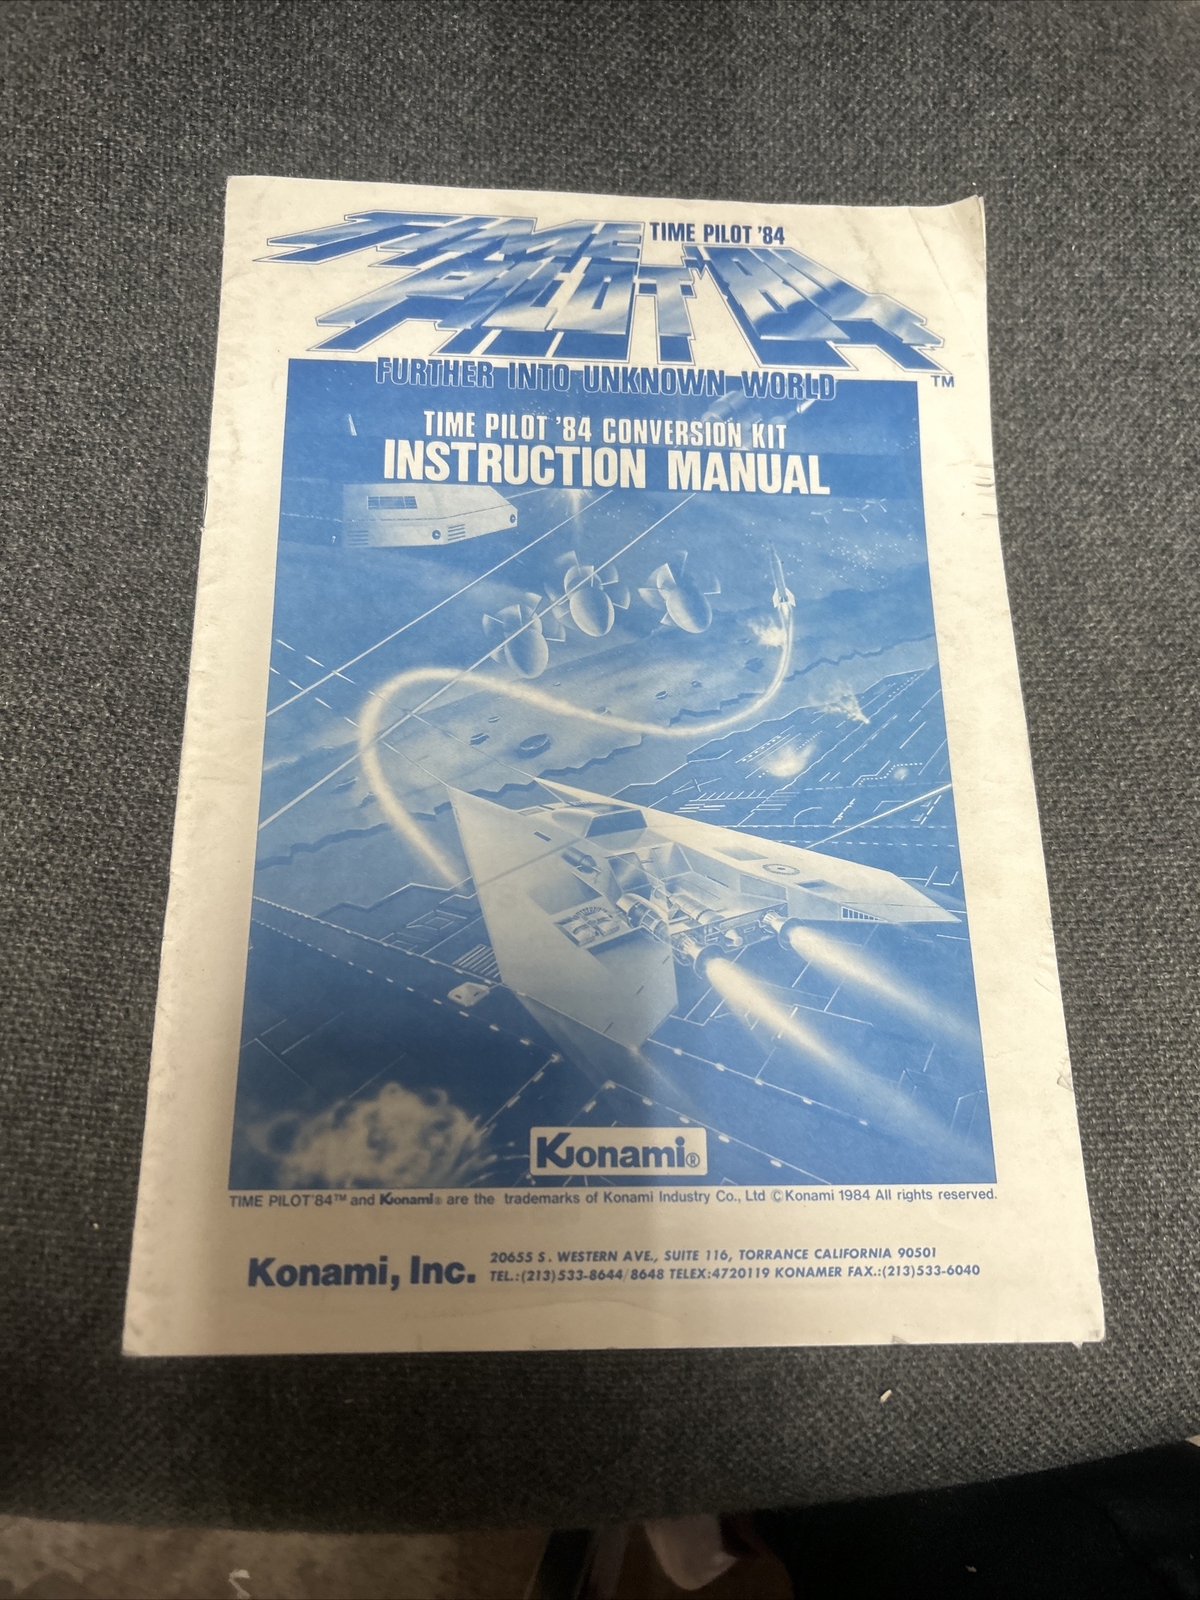 TIME PILOT '84
TIME PILOT '84 ™
FURTHER INTO UNKNOWN WORLD
TIME PILOT '84 CONVERSION KIT
INSTRUCTION MANUAL
Konami®
TIME PILOT'84™ and Konami® are the trademarks of Konami Industry Co., Ltd © Konami 1984 All rights reserved.
Konami, Inc. 20655 S. WESTERN AVE., SUITE 116, TORRANCE CALIFORNIA 90501
TEL.:(213)533-8644/8648 TELEX:4720119 KONAMER FAX.:(213)533-6040